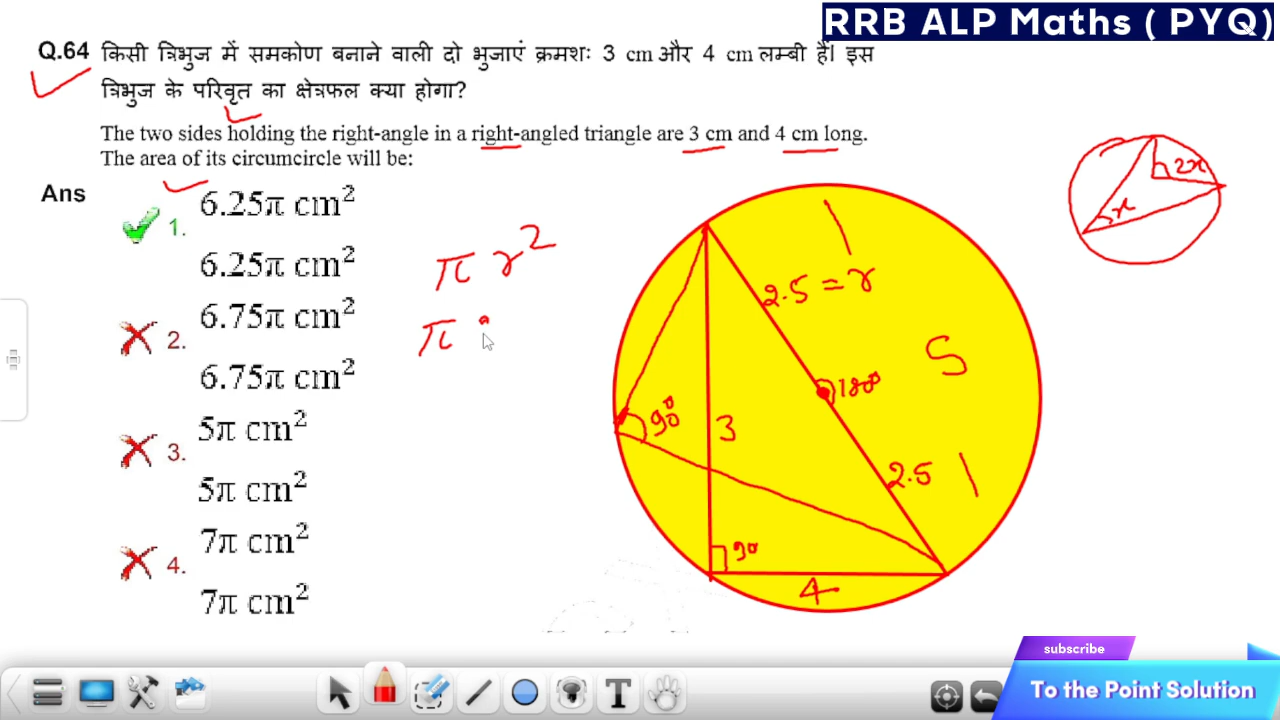 RRB ALP Maths ( PYQ)
Q.64 किसी त्रिभुज में समकोण बनाने वाली दो भुजाएं क्रमशः 3 cm और 4 cm लम्बी हैं। इस
त्रिभुज के परिवृत का क्षेत्रफल क्या होगा?
The two sides holding the right-angle in a right-angled triangle are 3 cm and 4 cm long.
The area of its circumcircle will be:
Ans
1. 6.25π cm²
6.25π cm²
2. 6.75π cm²
6.75π cm²
3. 5π cm²
5π cm²
4. 7π cm²
7π cm²
π r²
π
2.5 = r
5
180°
90°
3
2.5
90
4
2x
x
subscribe
To the Point Solution